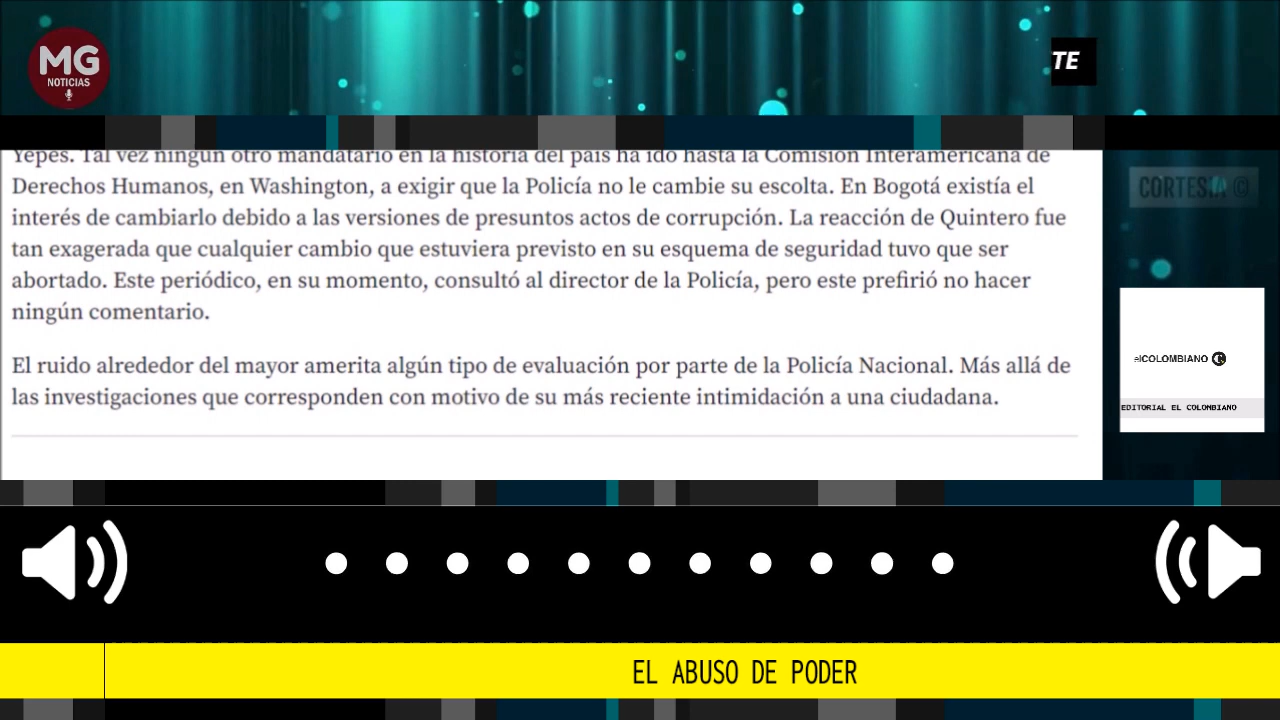 MG
NOTICIAS
TE
Yepes. Tal vez ningún otro mandatario en la historia del país ha ido hasta la Comisión Interamericana de
Derechos Humanos, en Washington, a exigir que la Policía no le cambie su escolta. En Bogotá existía el
interés de cambiarlo debido a las versiones de presuntos actos de corrupción. La reacción de Quintero fue
tan exagerada que cualquier cambio que estuviera previsto en su esquema de seguridad tuvo que ser
abortado. Este periódico, en su momento, consultó al director de la Policía, pero este prefirió no hacer
ningún comentario.
El ruido alrededor del mayor amerita algún tipo de evaluación por parte de la Policía Nacional. Más allá de
las investigaciones que corresponden con motivo de su más reciente intimidación a una ciudadana.
CORTESÍA ©
elCOLOMBIANO
EDITORIAL EL COLOMBIANO
EL ABUSO DE PODER